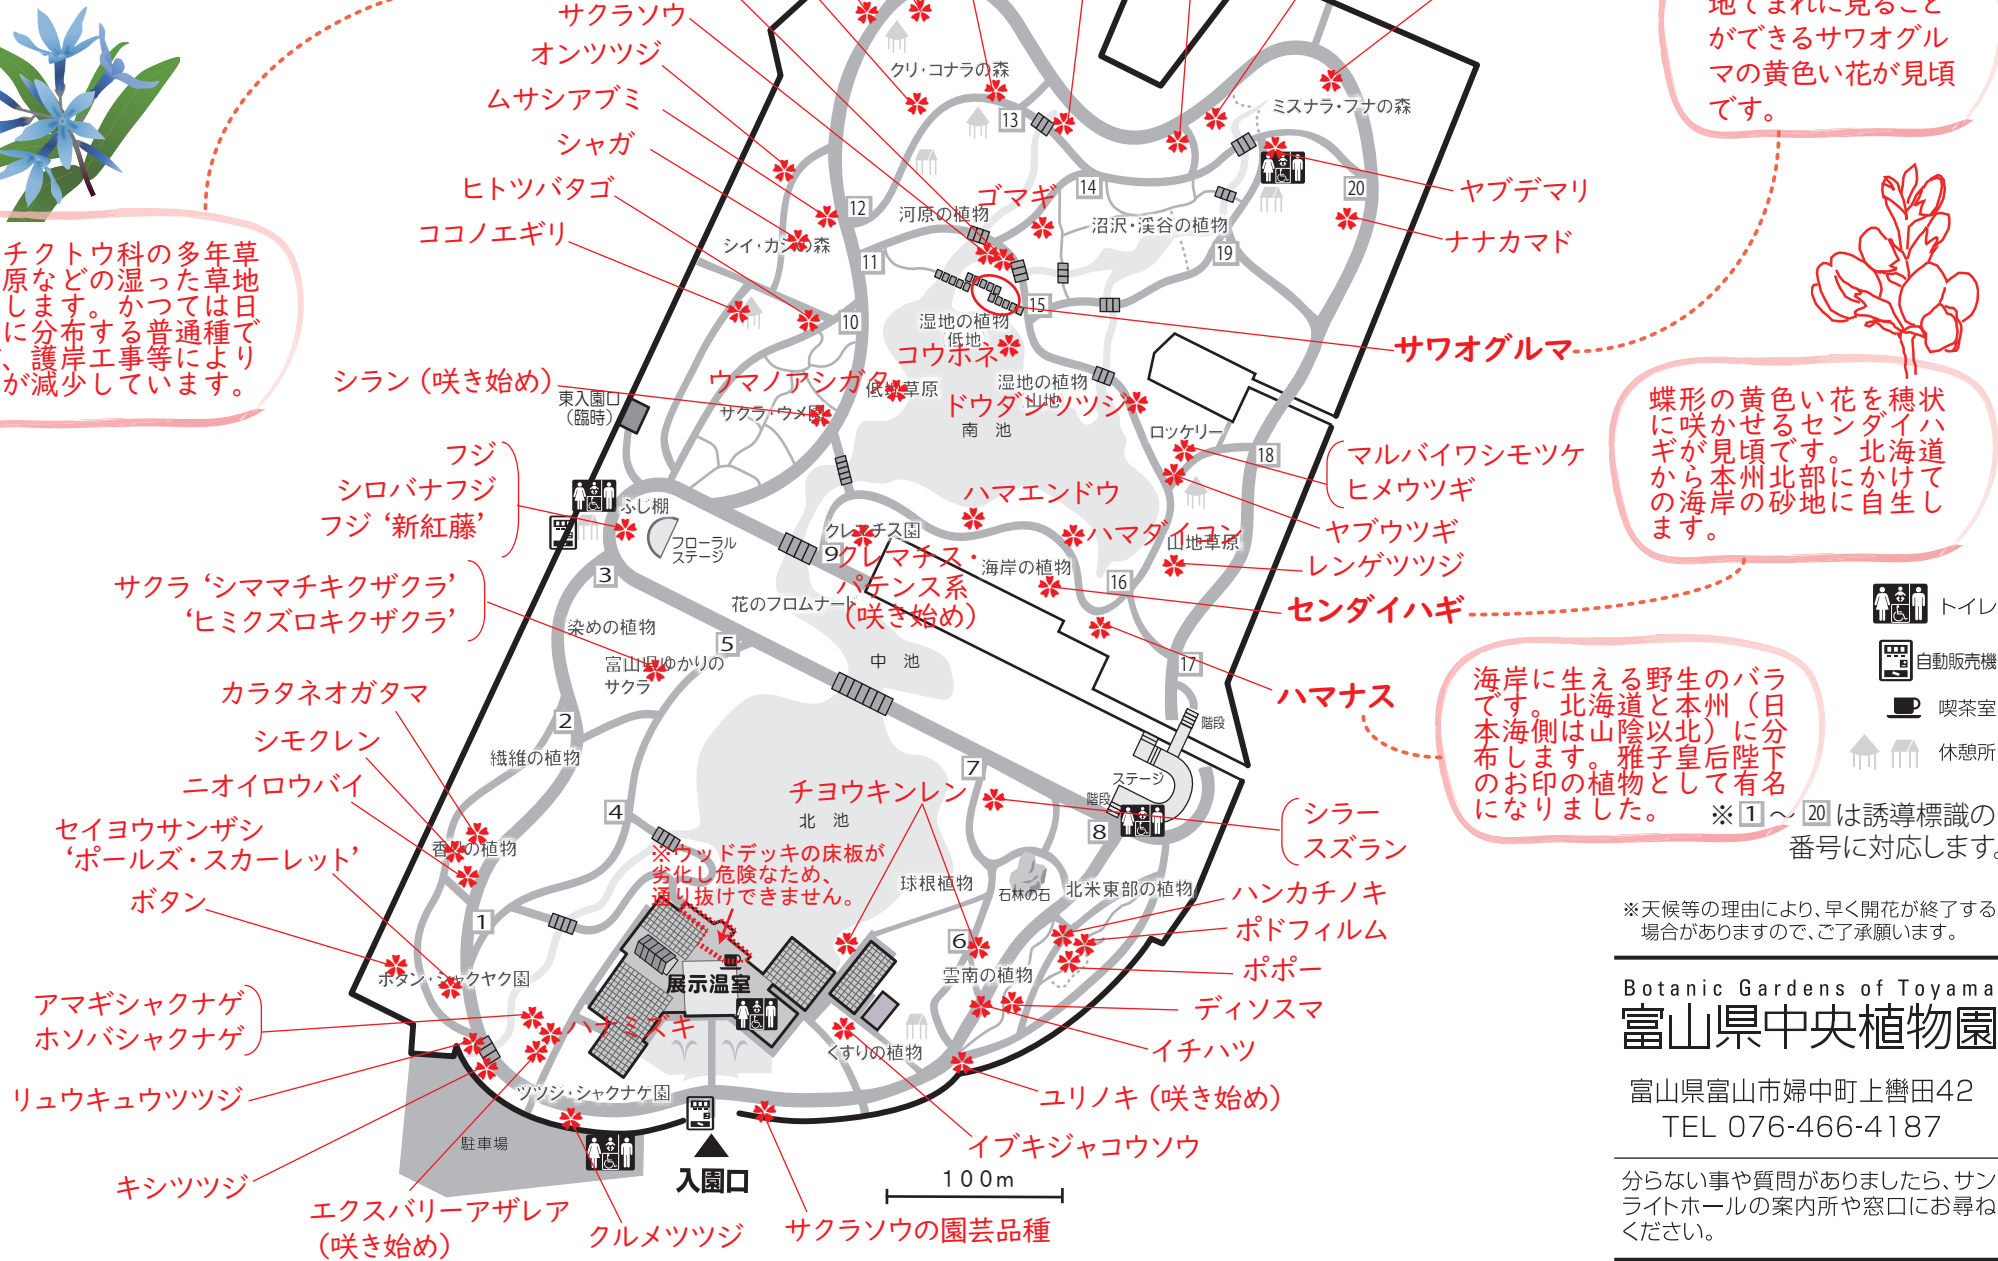 サクラソウ
オンツツジ
ムサシアブミ
シャガ
ヒトツバタゴ
ココノエギリ
チクトウ科の多年草
原などの湿った草地
します。かつては日
に分布する普通種で
、護岸工事等により
が減少しています。
シラン（咲き始め）
東入園口
（臨時）
フジ
シロバナフジ
フジ ‘新紅藤’
サクラ ‘シママチキクザクラ’
‘ヒミクズロキクザクラ’
カラタネオガタマ
シモクレン
ニオイロウバイ
セイヨウサンザシ
‘ポールズ・スカーレット’
ボタン
アマギシャクナゲ
ホソバシャクナゲ
リュウキュウツツジ
キシツツジ
エクスバリーアザレア
（咲き始め）
クルメツツジ
サクラソウの園芸品種
クリ・コナラの森
13
ミズナラ・ブナの森
12
河原の植物
ゴマギ
14
沼沢・渓谷の植物
20
シイ・カシの森
11
19
10
15
湿地の植物
（低地）
コウホネ
ウマノアシガタ
低地草原
湿地の植物
山地
ドウダンツツジ
サクラ・ウメ園
南 池
ロックリー
18
ふじ棚
フローラル
ステージ
クレマチス園
9
クレマチス・
パテンス系
（咲き始め）
ハマエンドウ
ハマダイコン
海岸の植物
山地草原
16
17
3
花のプロムナード
染めの植物
5
富山県ゆかりの
サクラ
中 池
2
繊維の植物
4
7
チョウキンレン
北 池
階段
ステージ
階段
8
香りの植物
※ウッドデッキの床板が
劣化し危険なため、
通り抜けできません。
球根植物
石林の石
北米東部の植物
1
6
雲南の植物
ボタン・シャクヤク園
展示温室
ハナミズキ
くすりの植物
ツツジ・シャクナゲ園
駐車場
入園口
100m
ヤブデマリ
ナナカマド
サワオグルマ
マルバイワシモツケ
ヒメウツギ
ヤブウツギ
レンゲツツジ
センダイハギ
ハマナス
シラー
スズラン
ハンカチノキ
ポドフィルム
ポポー
ディソスマ
イチハツ
ユリノキ（咲き始め）
イブキジャコウソウ
地でまれに見ること
ができるサワオグル
マの黄色い花が見頃
です。
蝶形の黄色い花を穂状
に咲かせるセンダイハ
ギが見頃です。北海道
から本州北部にかけて
の海岸の砂地に自生し
ます。
海岸に生える野生のバラ
です。北海道と本州（日
本海側は山陰以北）に分
布します。雅子皇后陛下
のお印の植物として有名
になりました。
トイレ
自動販売機
喫茶室
休憩所
※1～20は誘導標識の
番号に対応します。
※天候等の理由により、早く開花が終了する
場合がありますので、ご了承願います。
Botanic Gardens of Toyama
富山県中央植物園
富山県富山市婦中町上轡田42
TEL 076-466-4187
分らない事や質問がありましたら、サン
ライトホールの案内所や窓口にお尋ね
ください。